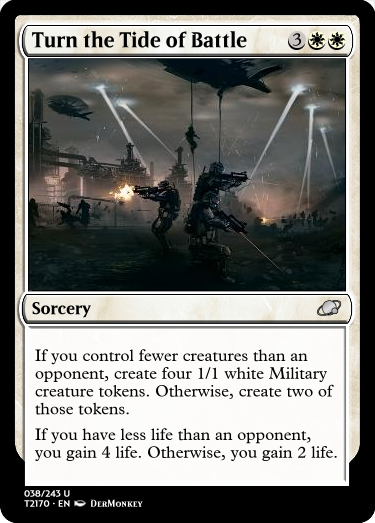 Turn the Tide of Battle 3
Sorcery
If you control fewer creatures than an
opponent, create four 1/1 white Military
creature tokens. Otherwise, create two of
those tokens.
If you have less life than an opponent,
you gain 4 life. Otherwise, you gain 2 life.
038/243 U
T2170 • EN DerMonkey